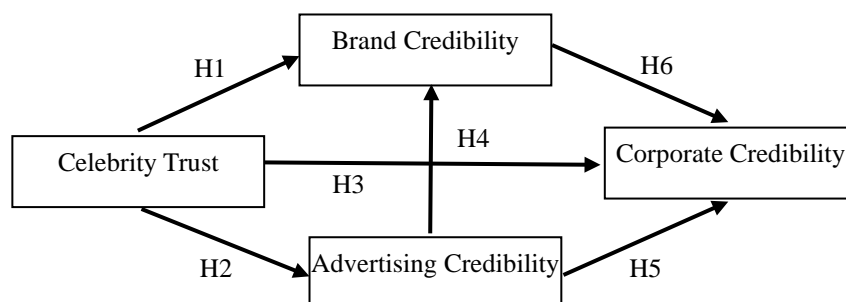 Brand Credibility
H1
H6
H4
Celebrity Trust
Corporate Credibility
H3
H2
Advertising Credibility
H5